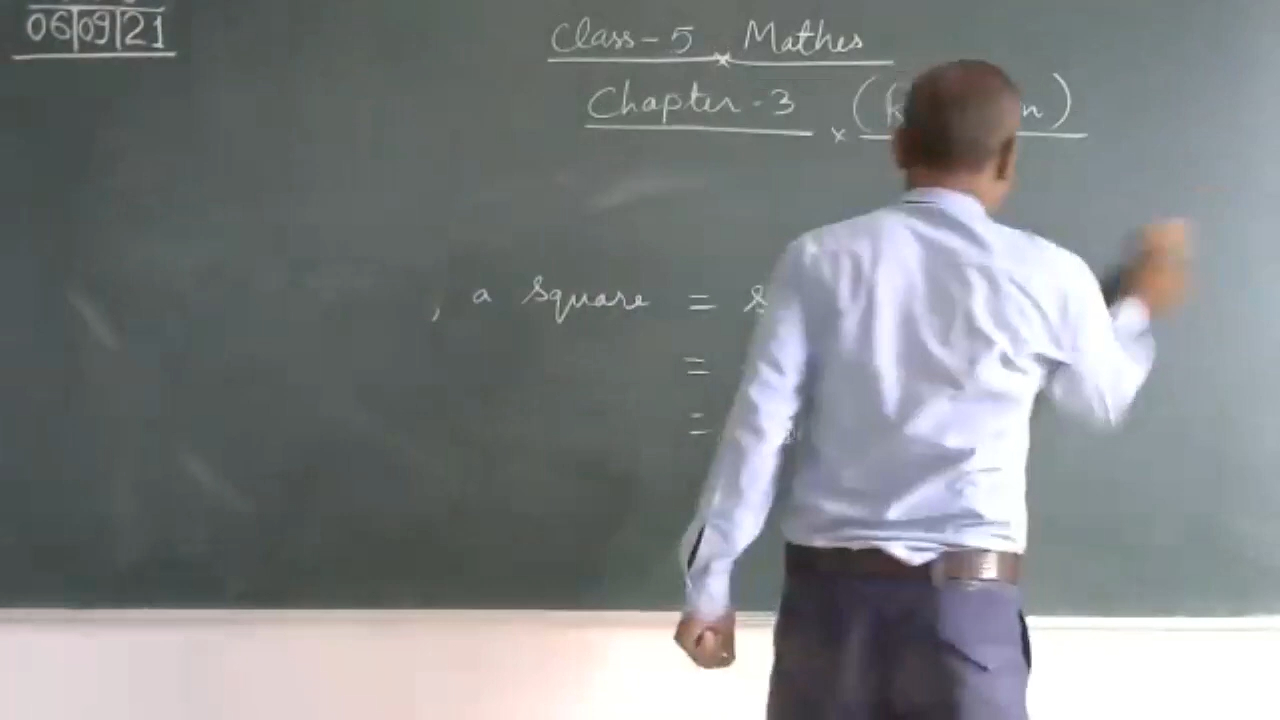 06|09|21
Class-5 Mathes
Chapter-3 (
, a square =
=
=